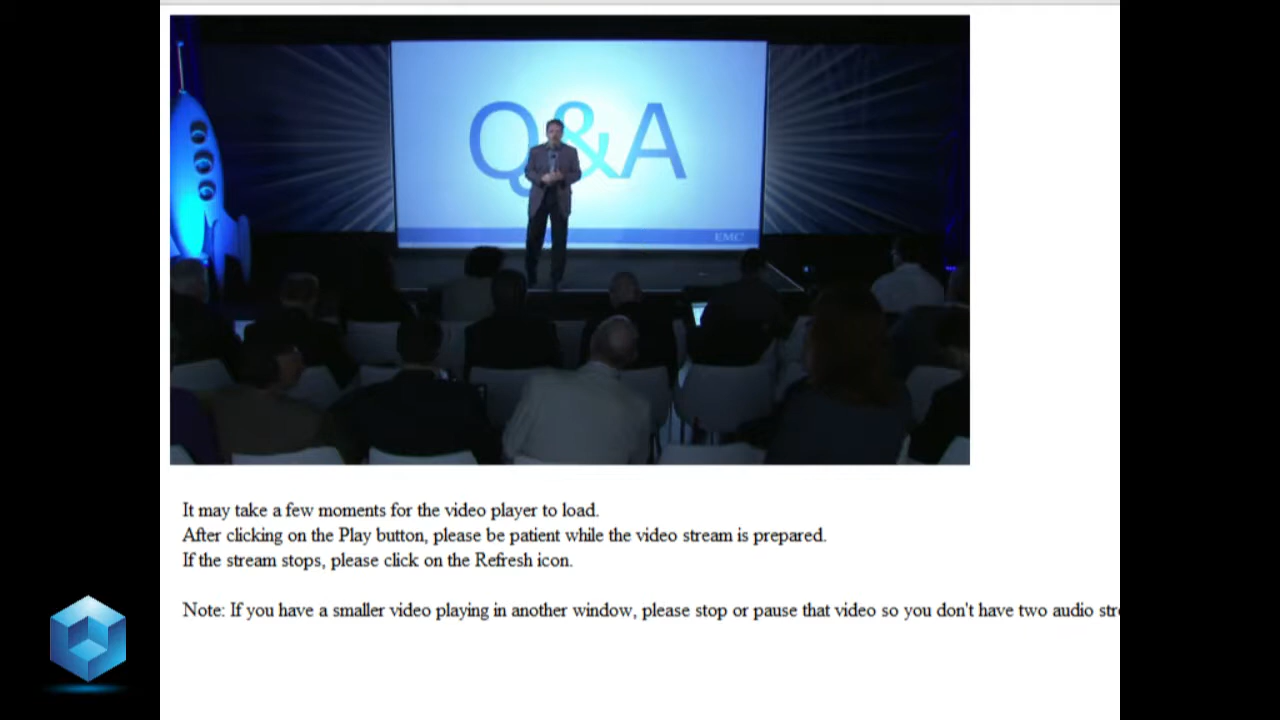 Q&A
EMC
It may take a few moments for the video player to load.
After clicking on the Play button, please be patient while the video stream is prepared.
If the stream stops, please click on the Refresh icon.
Note: If you have a smaller video playing in another window, please stop or pause that video so you don't have two audio